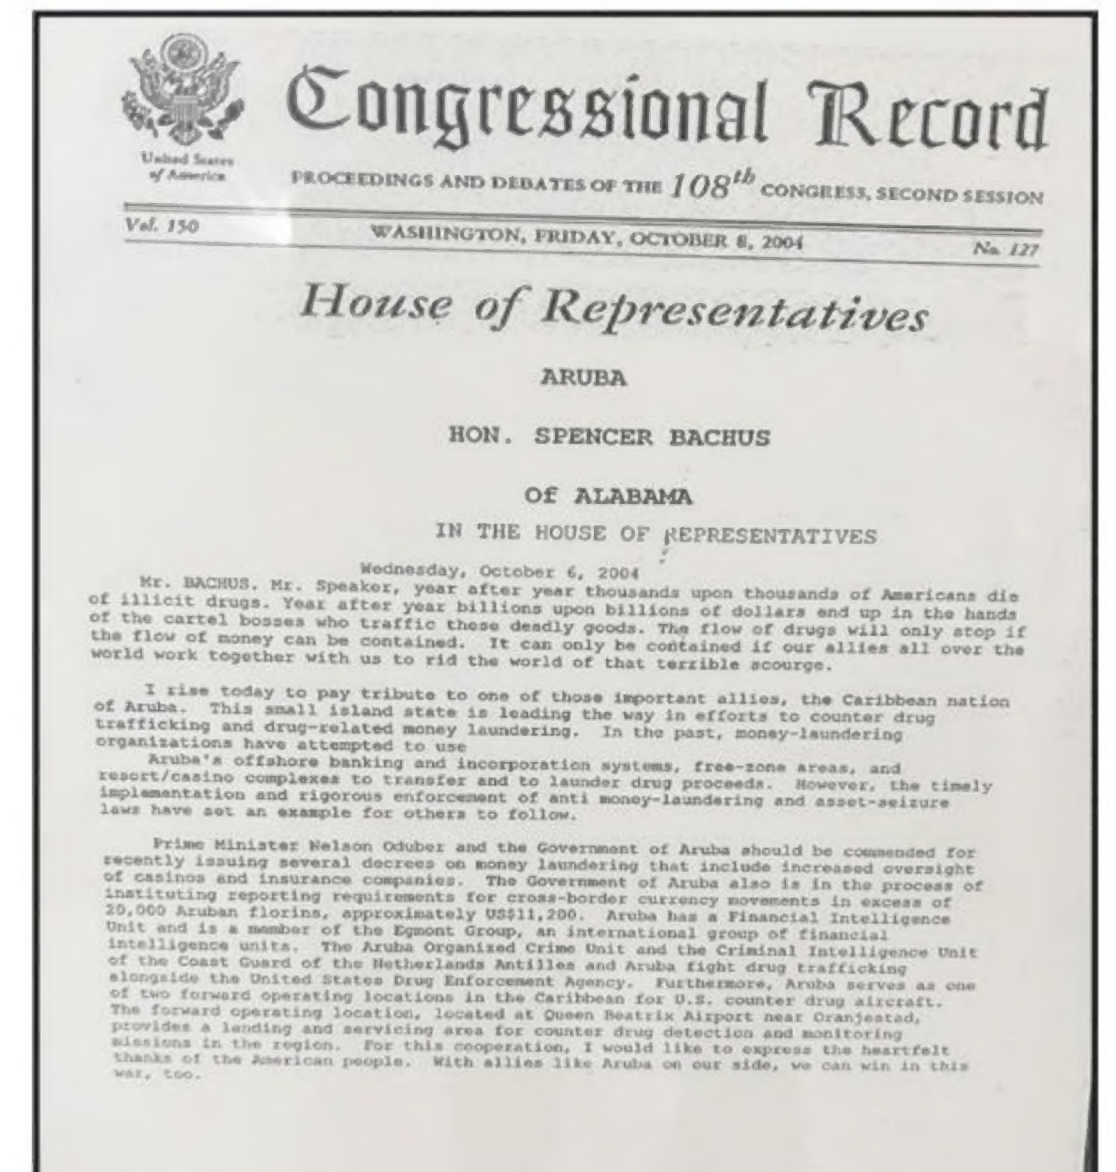 Congressional Record
United States
of America
PROCEEDINGS AND DEBATES OF THE 108th CONGRESS, SECOND SESSION
Vol. 150 WASHINGTON, FRIDAY, OCTOBER 8, 2004 No. 127
House of Representatives
ARUBA
HON. SPENCER BACHUS
Of ALABAMA
IN THE HOUSE OF REPRESENTATIVES
Wednesday, October 6, 2004
Mr. BACHUS. Mr. Speaker, year after year thousands upon thousands of Americans die
of illicit drugs. Year after year billions upon billions of dollars end up in the hands
of the cartel bosses who traffic these deadly goods. The flow of drugs will only stop if
the flow of money can be contained. It can only be contained if our allies all over the
world work together with us to rid the world of that terrible scourge.
I rise today to pay tribute to one of those important allies, the Caribbean nation
of Aruba. This small island state is leading the way in efforts to counter drug
trafficking and drug-related money laundering. In the past, money-laundering
organizations have attempted to use
Aruba's offshore banking and incorporation systems, free-zone areas, and
resort/casino complexes to transfer and to launder drug proceeds. However, the timely
implementation and rigorous enforcement of anti money-laundering and asset-seizure
laws have set an example for others to follow.
Prime Minister Nelson Oduber and the Government of Aruba should be commended for
recently issuing several decrees on money laundering that include increased oversight
of casinos and insurance companies. The Government of Aruba also is in the process of
instituting reporting requirements for cross-border currency movements in excess of
20,000 Aruban florins, approximately US$11,200. Aruba has a Financial Intelligence
Unit and is a member of the Egmont Group, an international group of financial
intelligence units. The Aruba Organized Crime Unit and the Criminal Intelligence Unit
of the Coast Guard of the Netherlands Antilles and Aruba fight drug trafficking
alongside the United States Drug Enforcement Agency. Furthermore, Aruba serves as one
of two forward operating locations in the Caribbean for U.S. counter drug aircraft.
The forward operating location, located at Queen Beatrix Airport near Oranjestad,
provides a landing and servicing area for counter drug detection and monitoring
missions in the region. For this cooperation, I would like to express the heartfelt
thanks of the American people. With allies like Aruba on our side, we can win in this
war, too.